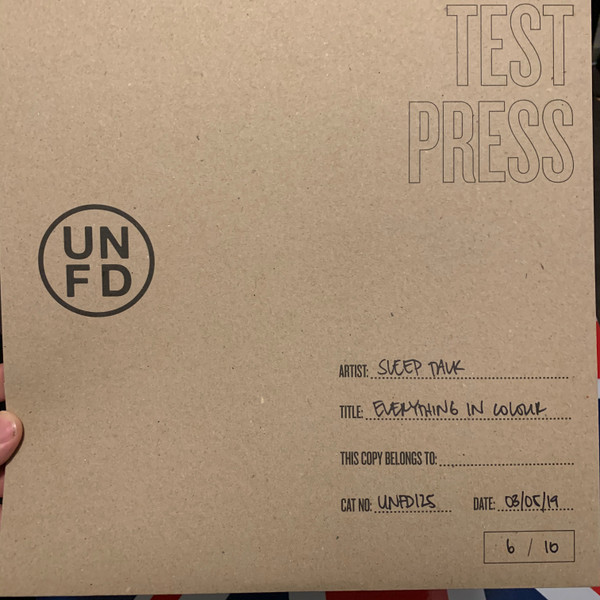 TEST
PRESS
UN
FD
ARTIST: SLEEP TALK
TITLE: EVERYTHING IN COLOUR
THIS COPY BELONGS TO:
CAT NO: UNFD125 DATE: 03/05/19
6 / 10